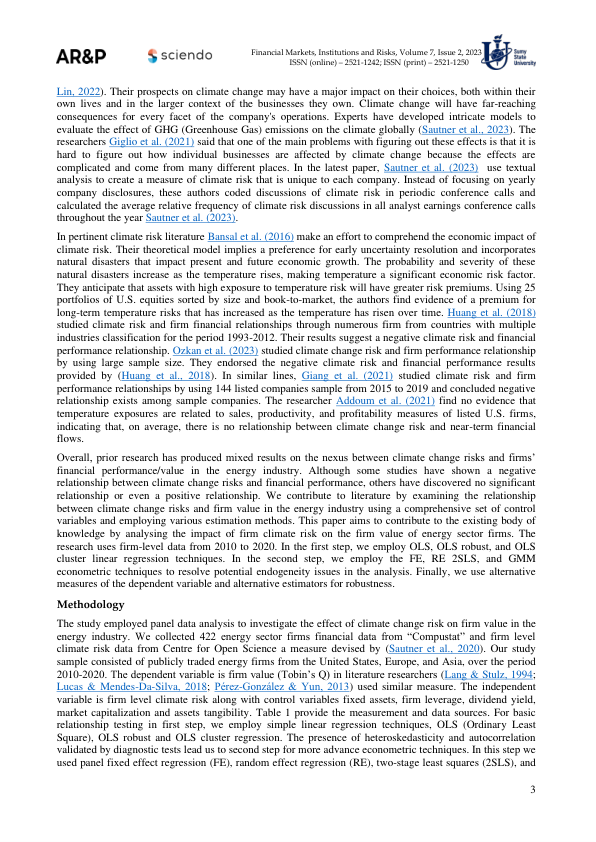 AR&P
sciendo
Financial Markets, Institutions and Risks, Volume 7, Issue 2, 2023
ISSN (online) – 2521-1242; ISSN (print) – 2521-1250
Sumy
State
University
Lin, 2022). Their prospects on climate change may have a major impact on their choices, both within their
own lives and in the larger context of the businesses they own. Climate change will have far-reaching
consequences for every facet of the company's operations. Experts have developed intricate models to
evaluate the effect of GHG (Greenhouse Gas) emissions on the climate globally (Sautner et al., 2023). The
researchers Giglio et al. (2021) said that one of the main problems with figuring out these effects is that it is
hard to figure out how individual businesses are affected by climate change because the effects are
complicated and come from many different places. In the latest paper, Sautner et al. (2023) use textual
analysis to create a measure of climate risk that is unique to each company. Instead of focusing on yearly
company disclosures, these authors coded discussions of climate risk in periodic conference calls and
calculated the average relative frequency of climate risk discussions in all analyst earnings conference calls
throughout the year Sautner et al. (2023).
In pertinent climate risk literature Bansal et al. (2016) make an effort to comprehend the economic impact of
climate risk. Their theoretical model implies a preference for early uncertainty resolution and incorporates
natural disasters that impact present and future economic growth. The probability and severity of these
natural disasters increase as the temperature rises, making temperature a significant economic risk factor.
They anticipate that assets with high exposure to temperature risk will have greater risk premiums. Using 25
portfolios of U.S. equities sorted by size and book-to-market, the authors find evidence of a premium for
long-term temperature risks that has increased as the temperature has risen over time. Huang et al. (2018)
studied climate risk and firm financial relationships through numerous firm from countries with multiple
industries classification for the period 1993-2012. Their results suggest a negative climate risk and financial
performance relationship. Ozkan et al. (2023) studied climate change risk and firm performance relationship
by using large sample size. They endorsed the negative climate risk and financial performance results
provided by (Huang et al., 2018). In similar lines, Giang et al. (2021) studied climate risk and firm
performance relationships by using 144 listed companies sample from 2015 to 2019 and concluded negative
relationship exists among sample companies. The researcher Addoum et al. (2021) find no evidence that
temperature exposures are related to sales, productivity, and profitability measures of listed U.S. firms,
indicating that, on average, there is no relationship between climate change risk and near-term financial
flows.
Overall, prior research has produced mixed results on the nexus between climate change risks and firms’
financial performance/value in the energy industry. Although some studies have shown a negative
relationship between climate change risks and financial performance, others have discovered no significant
relationship or even a positive relationship. We contribute to literature by examining the relationship
between climate change risks and firm value in the energy industry using a comprehensive set of control
variables and employing various estimation methods. This paper aims to contribute to the existing body of
knowledge by analysing the impact of firm climate risk on the firm value of energy sector firms. The
research uses firm-level data from 2010 to 2020. In the first step, we employ OLS, OLS robust, and OLS
cluster linear regression techniques. In the second step, we employ the FE, RE 2SLS, and GMM
econometric techniques to resolve potential endogeneity issues in the analysis. Finally, we use alternative
measures of the dependent variable and alternative estimators for robustness.
Methodology
The study employed panel data analysis to investigate the effect of climate change risk on firm value in the
energy industry. We collected 422 energy sector firms financial data from “Compustat” and firm level
climate risk data from Centre for Open Science a measure devised by (Sautner et al., 2020). Our study
sample consisted of publicly traded energy firms from the United States, Europe, and Asia, over the period
2010-2020. The dependent variable is firm value (Tobin’s Q) in literature researchers (Lang & Stulz, 1994;
Lucas & Mendes-Da-Silva, 2018; Pérez-González & Yun, 2013) used similar measure. The independent
variable is firm level climate risk along with control variables fixed assets, firm leverage, dividend yield,
market capitalization and assets tangibility. Table 1 provide the measurement and data sources. For basic
relationship testing in first step, we employ simple linear regression techniques, OLS (Ordinary Least
Square), OLS robust and OLS cluster regression. The presence of heteroskedasticity and autocorrelation
validated by diagnostic tests lead us to second step for more advance econometric techniques. In this step we
used panel fixed effect regression (FE), random effect regression (RE), two-stage least squares (2SLS), and
3